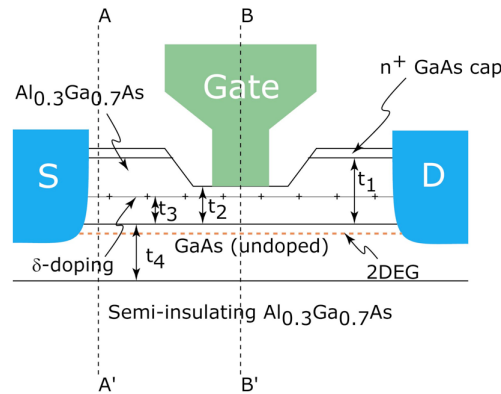 A
B
n⁺ GaAs cap
Al₀.₃Ga₀.₇As
Gate
S
D
t₁
t₂
t₃
t₄
GaAs (undoped)
δ-doping
2DEG
Semi-insulating Al₀.₃Ga₀.₇As
A'
B'